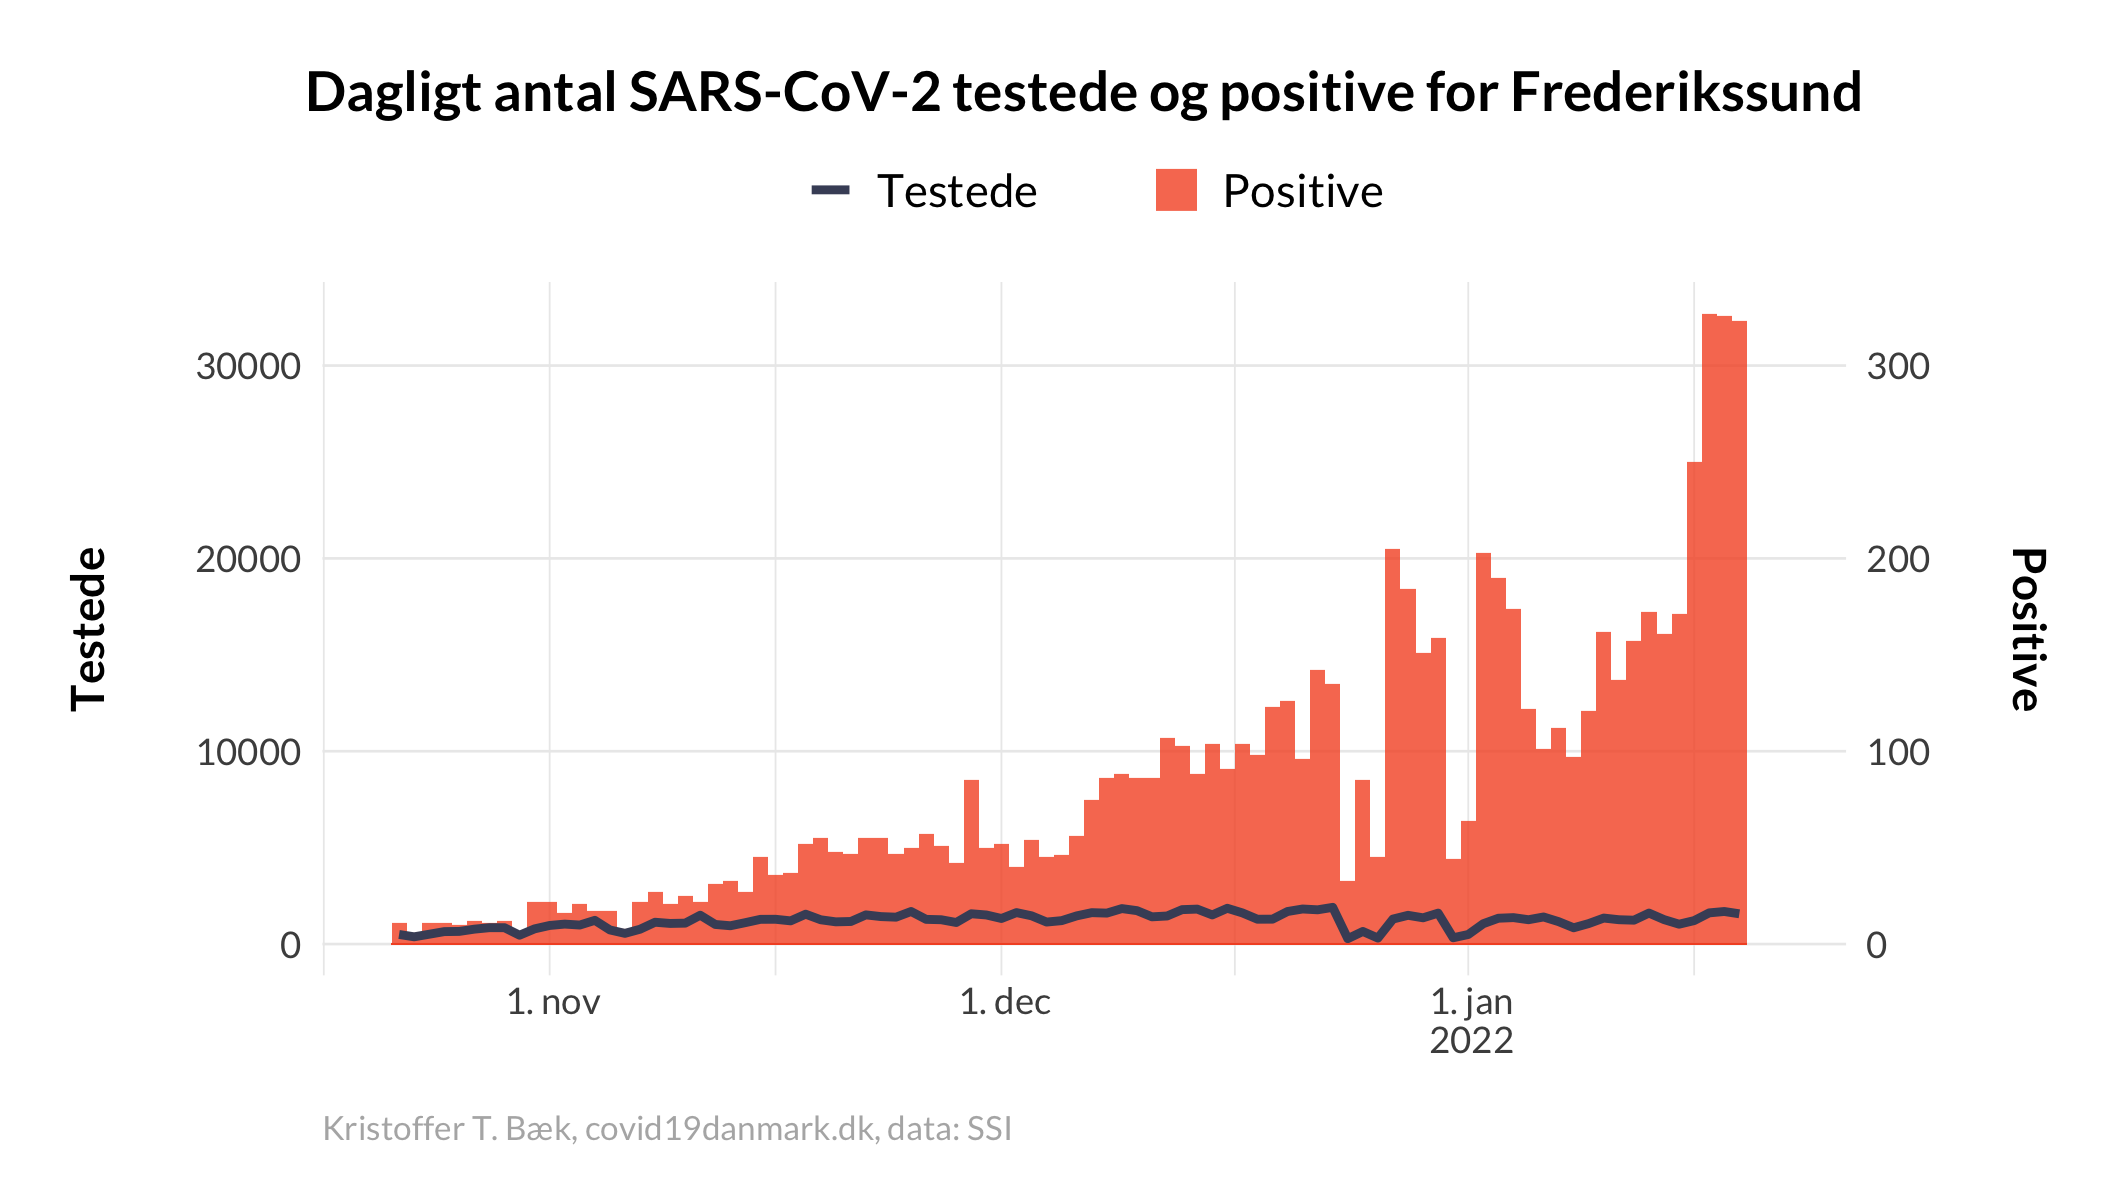 Dagligt antal SARS-CoV-2 testede og positive for Frederikssund
Testede
Positive
30000
20000
10000
0
Testede
300
200
100
0
Positive
1. nov
1. dec
1. jan
2022
Kristoffer T. Bæk, covid19danmark.dk, data: SSI